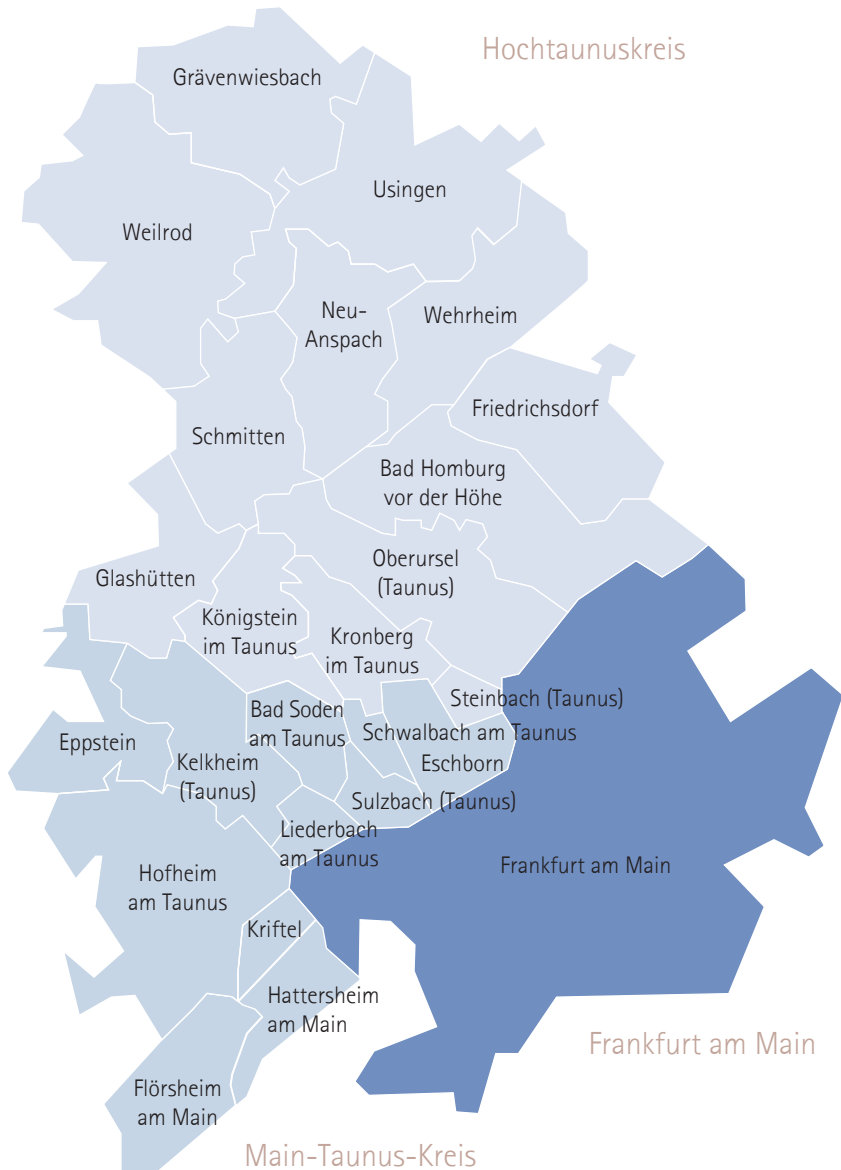 Hochtaunuskreis
Grävenwiesbach
Usingen
Weilrod
Neu-
Anspach
Wehrheim
Friedrichsdorf
Schmitten
Bad Homburg
vor der Höhe
Oberursel
(Taunus)
Glashütten
Königstein
im Taunus
Kronberg
im Taunus
Steinbach (Taunus)
Bad Soden
am Taunus
Schwalbach am Taunus
Eppstein
Kelkheim
(Taunus)
Eschborn
Sulzbach (Taunus)
Liederbach
am Taunus
Frankfurt am Main
Hofheim
am Taunus
Kriftel
Hattersheim
am Main
Frankfurt am Main
Flörsheim
am Main
Main-Taunus-Kreis